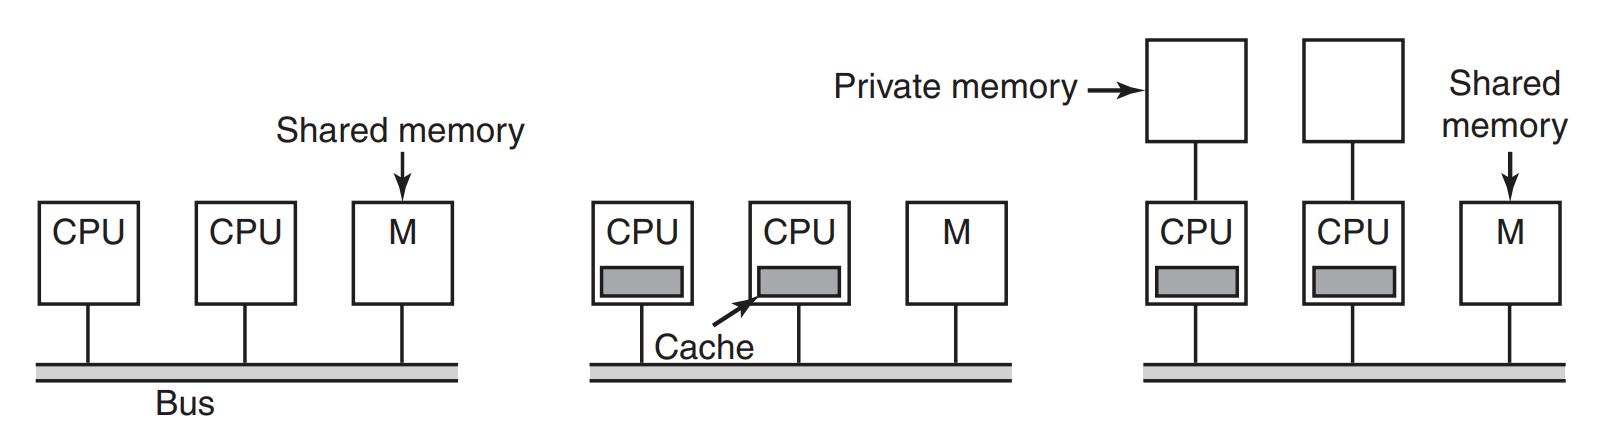 Private memory
Shared
memory
Shared memory
CPU
CPU
M
CPU
CPU
M
CPU
CPU
M
Cache
Bus